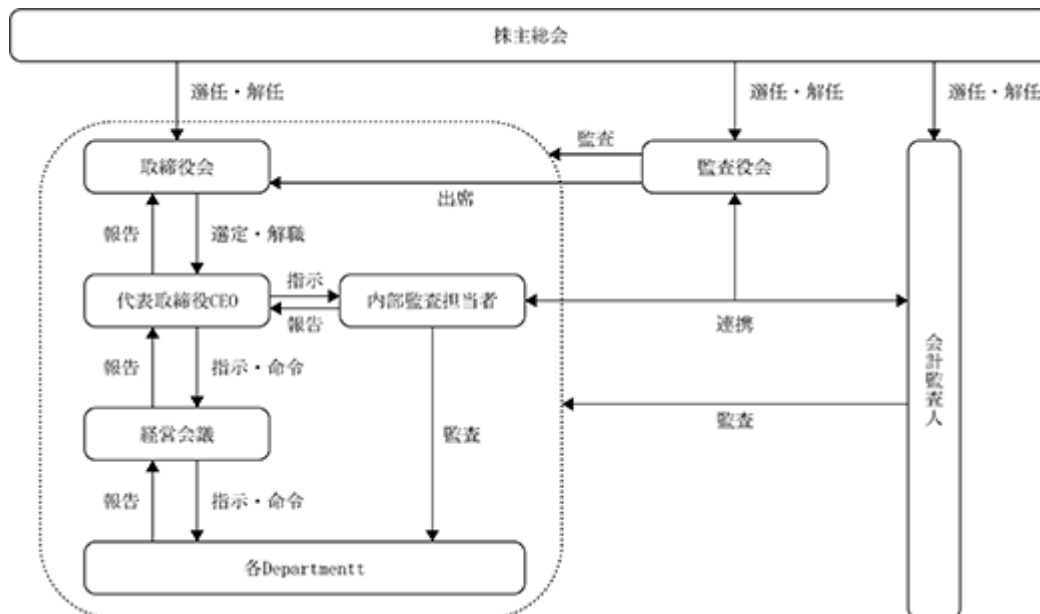 株主総会
選任・解任
選任・解任
選任・解任
監査
取締役会
監査役会
出席
報告
選定・解職
指示
代表取締役CEO
内部監査担当者
報告
連携
報告
指示・命令
会計監査人
監査
経営会議
監査
報告
指示・命令
各Departmentt